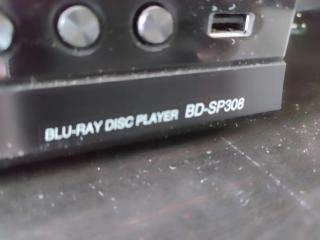 BLU-RAY DISC PLAYER BD-SP308